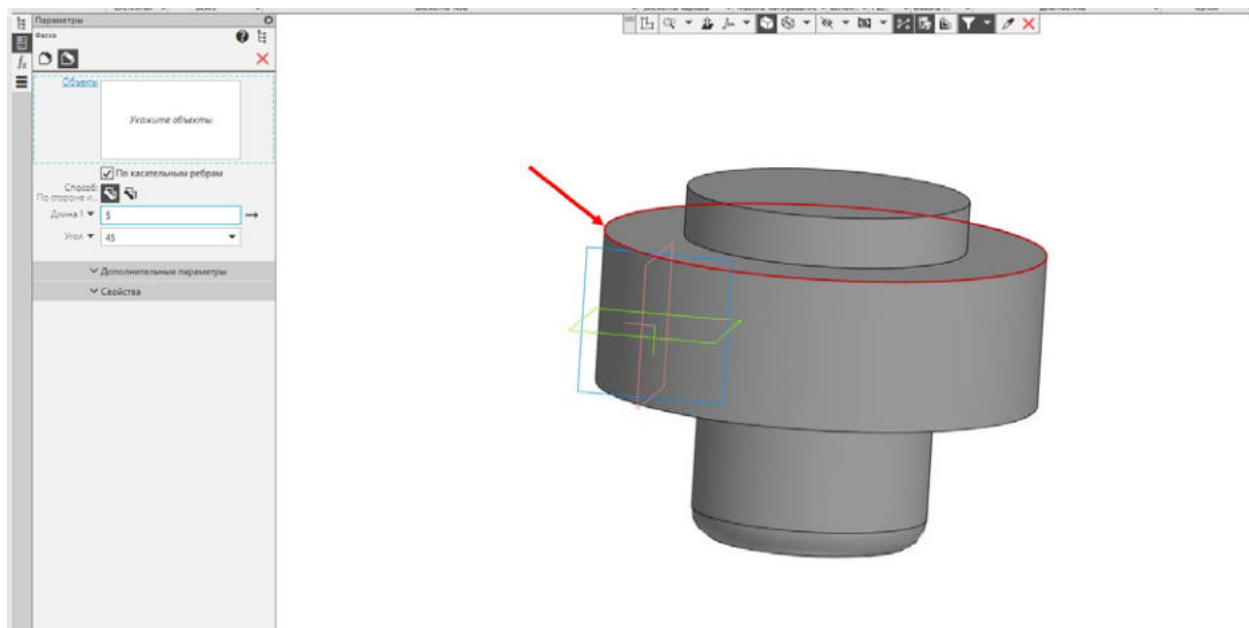 Параметры
Фаска
Объекты
Укажите объекты
По касательным ребрам
Способ:
По стороне и...
Длина 1
5
Угол
45
Дополнительные параметры
Свойства